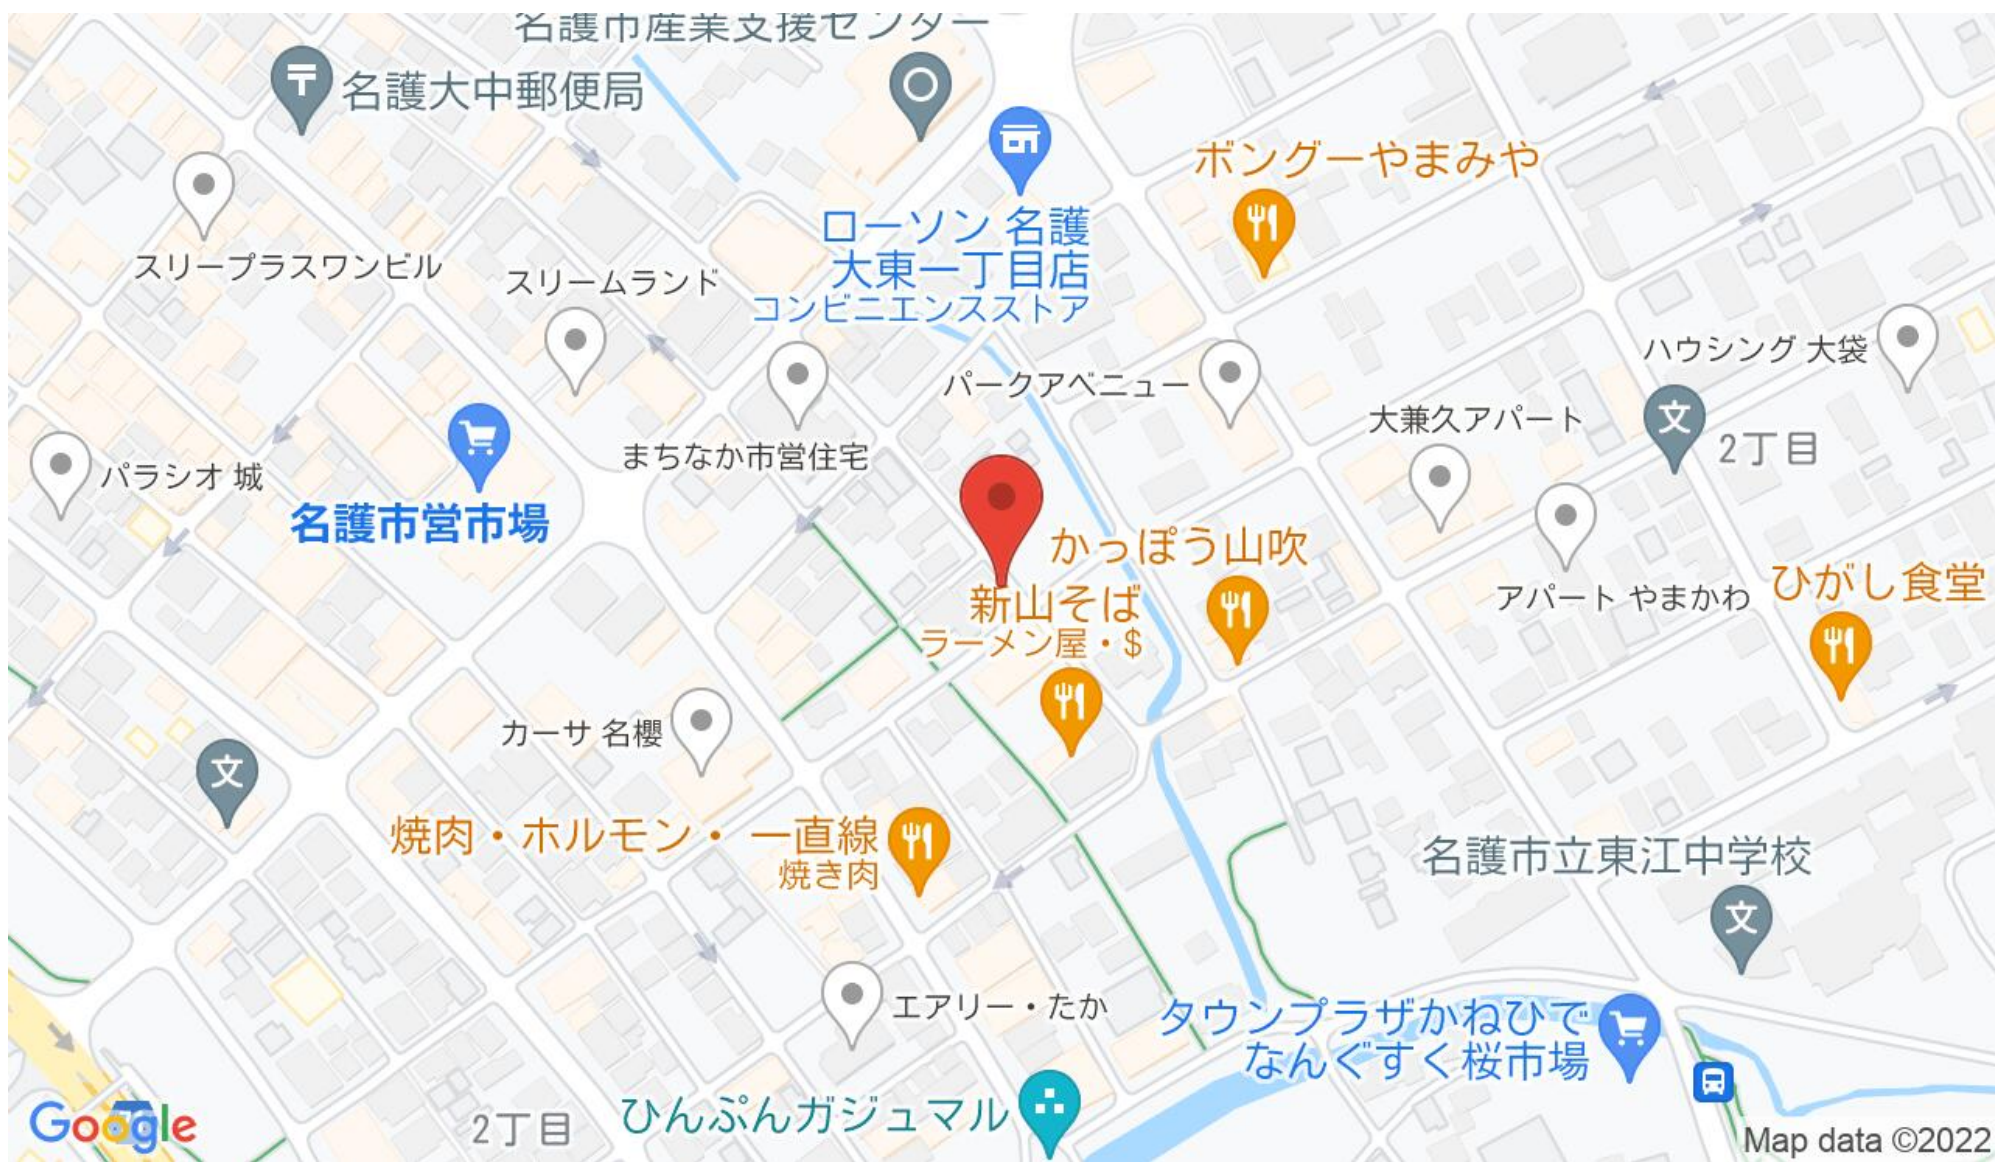 名護市産業支援センター
〒
名護大中郵便局
ボングーやまみや
ローソン 名護
大東一丁目店
コンビニエンスストア
スリープラスワンビル
スリームランド
ハウシング 大袋
パークアベニュー
大兼久アパート
文
2丁目
まちなか市営住宅
パラシオ 城
名護市営市場
かっぽう山吹
新山そば
ラーメン屋・$
アパート やまかわ
ひがし食堂
カーサ 名櫻
文
焼肉・ホルモン・ 一直線
焼き肉
名護市立東江中学校
文
エアリー・たか
タウンプラザかねひで
なんぐすく桜市場
ひんぷんガジュマル
2丁目
Google
Map data ©2022